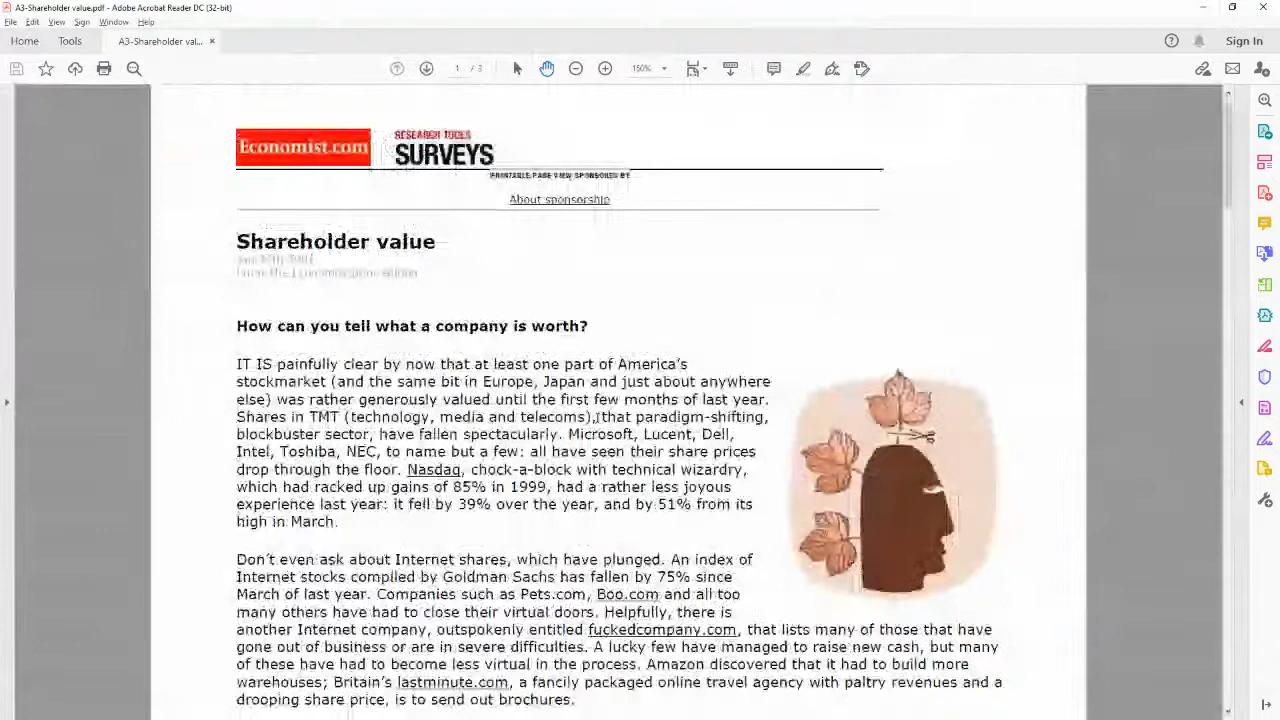 A3-Shareholder value.pdf - Adobe Acrobat Reader DC (32-bit)
File Edit View Sign Window Help
Home Tools A3-Shareholder val... × Sign In
1 / 3 150%
Economist.com
RESEARCH TOOLS
SURVEYS
PRINTABLE PAGE VIEW SPONSORED BY
About sponsorship
Shareholder value
How can you tell what a company is worth?
IT IS painfully clear by now that at least one part of America's
stockmarket (and the same bit in Europe, Japan and just about anywhere
else) was rather generously valued until the first few months of last year.
Shares in TMT (technology, media and telecoms), that paradigm-shifting,
blockbuster sector, have fallen spectacularly. Microsoft, Lucent, Dell,
Intel, Toshiba, NEC, to name but a few: all have seen their share prices
drop through the floor. Nasdaq, chock-a-block with technical wizardry,
which had racked up gains of 85% in 1999, had a rather less joyous
experience last year: it fell by 39% over the year, and by 51% from its
high in March.
Don't even ask about Internet shares, which have plunged. An index of
Internet stocks compiled by Goldman Sachs has fallen by 75% since
March of last year. Companies such as Pets.com, Boo.com and all too
many others have had to close their virtual doors. Helpfully, there is
another Internet company, outspokenly entitled fuckedcompany.com, that lists many of those that have
gone out of business or are in severe difficulties. A lucky few have managed to raise new cash, but many
of these have had to become less virtual in the process. Amazon discovered that it had to build more
warehouses; Britain's lastminute.com, a fancily packaged online travel agency with paltry revenues and a
drooping share price, is to send out brochures.